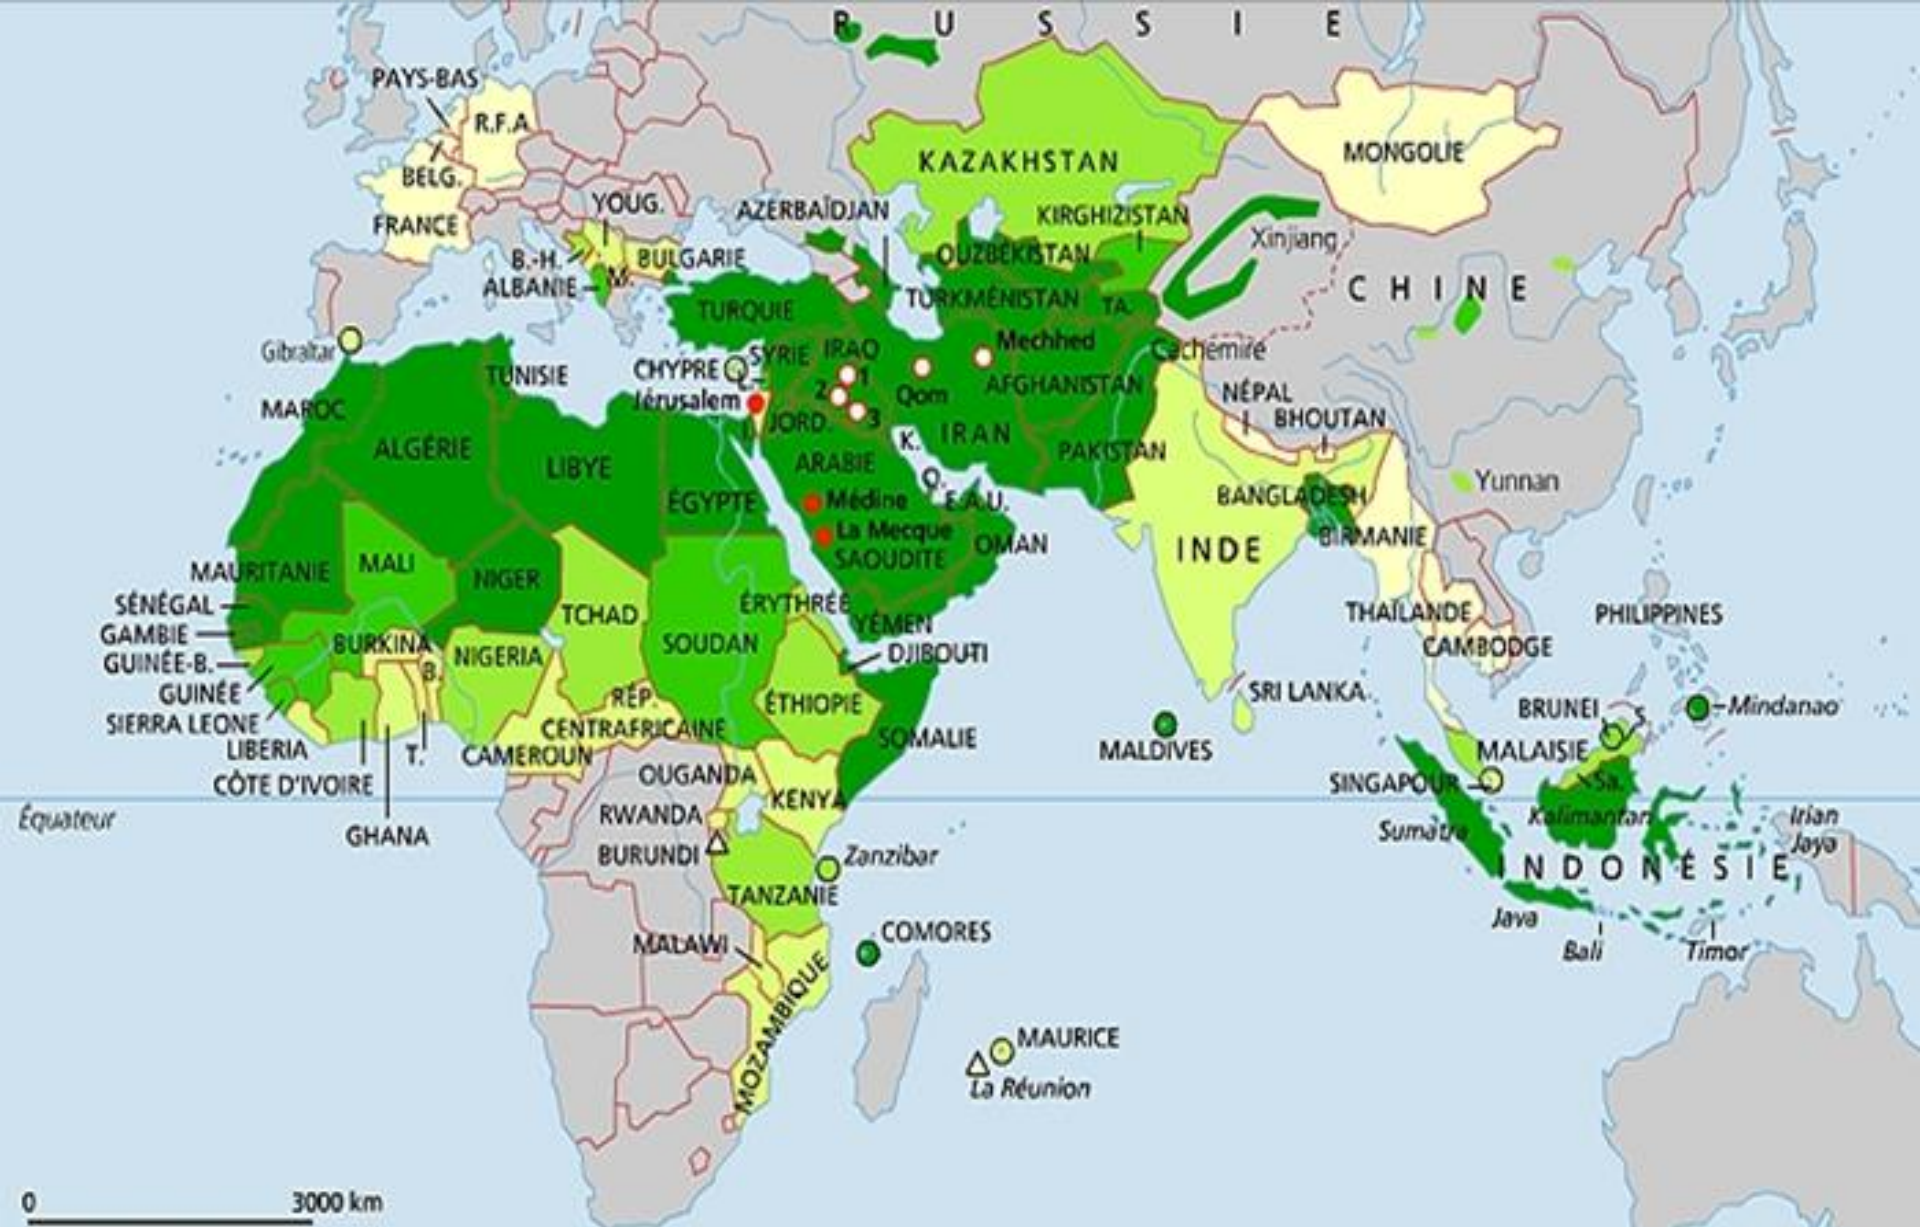 RUSSIE
PAYS-BAS
R.F.A
BELG.
FRANCE
YOUG.
B.-H.
ALBANIE
M.
BULGARIE
AZERBAÏDJAN
KAZAKHSTAN
KIRGHIZISTAN
OUZBÉKISTAN
TURKMÉNISTAN
TA.
MONGOLIE
Xinjiang
CHINE
Cachemire
Yunnan
Gibraltar
TURQUIE
CHYPRE
SYRIE
IRAQ
L.
Jérusalem
I.
JORD.
1
2
3
Qom
Mechhed
AFGHANISTAN
IRAN
PAKISTAN
K.
Q.
E.A.U.
OMAN
ARABIE
SAOUDITE
Médine
La Mecque
YÉMEN
NÉPAL
BHOUTAN
BANGLADESH
INDE
BIRMANIE
THAÏLANDE
CAMBODGE
PHILIPPINES
MAROC
ALGÉRIE
TUNISIE
LIBYE
ÉGYPTE
MAURITANIE
MALI
NIGER
TCHAD
SOUDAN
ÉRYTHRÉE
DJIBOUTI
SÉNÉGAL
GAMBIE
GUINÉE-B.
GUINÉE
SIERRA LEONE
LIBERIA
CÔTE D'IVOIRE
GHANA
BURKINA
B.
T.
NIGERIA
CAMEROUN
RÉP.
CENTRAFRICAINE
ÉTHIOPIE
SOMALIE
OUGANDA
KENYA
RWANDA
BURUNDI
TANZANIE
Zanzibar
MALAWI
MOZAMBIQUE
COMORES
MAURICE
La Réunion
SRI LANKA
MALDIVES
BRUNEI
S.
Mindanao
MALAISIE
SINGAPOUR
Sa.
Kalimantan
Sumatra
INDONÉSIE
Irian
Jaya
Java
Bali
Timor
Équateur
0 3000 km